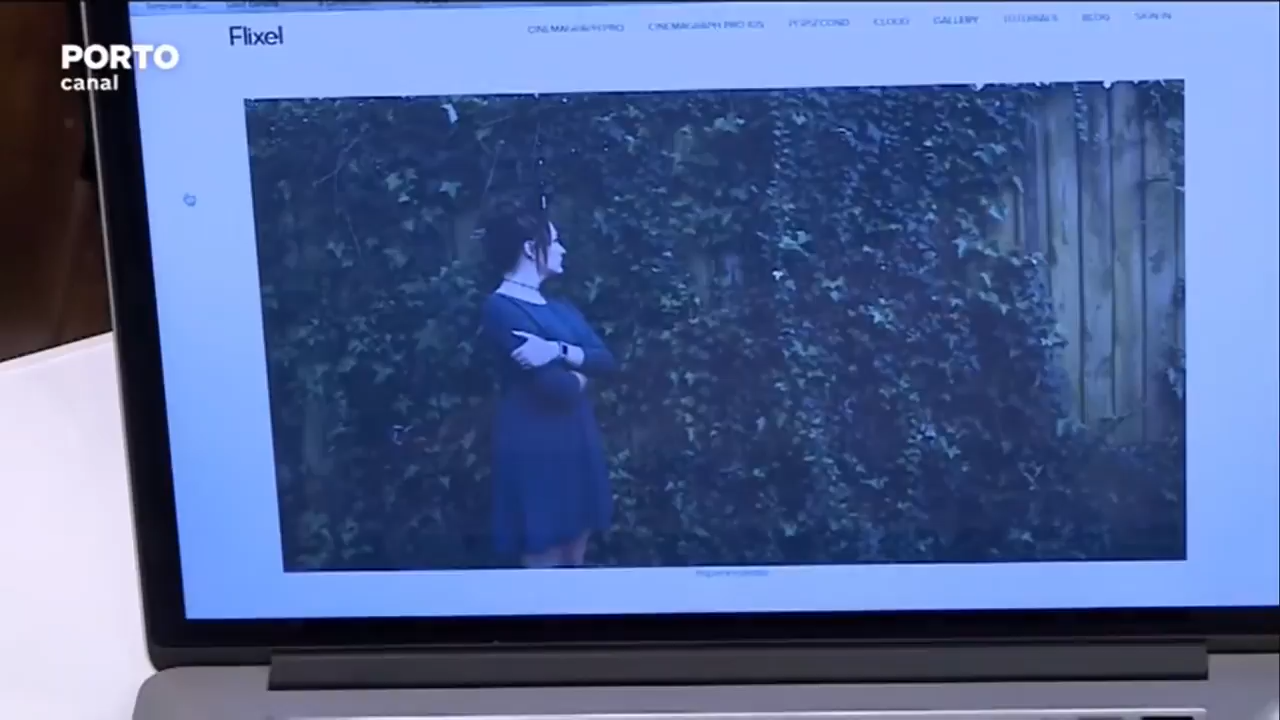 PORTO
canal
Flixel
CINEMAGRAPH PRO CINEMAGRAPH PRO IOS CLOUD GALLERY TUTORIALS BLOG SIGN IN